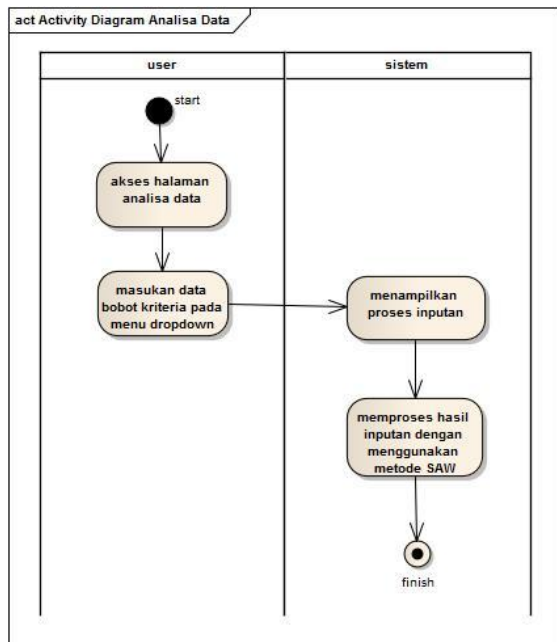 act Activity Diagram Analisa Data
user
sistem
start
akses halaman
analisa data
masukan data
bobot kriteria pada
menu dropdown
menampilkan
proses inputan
memproses hasil
inputan dengan
menggunakan
metode SAW
finish